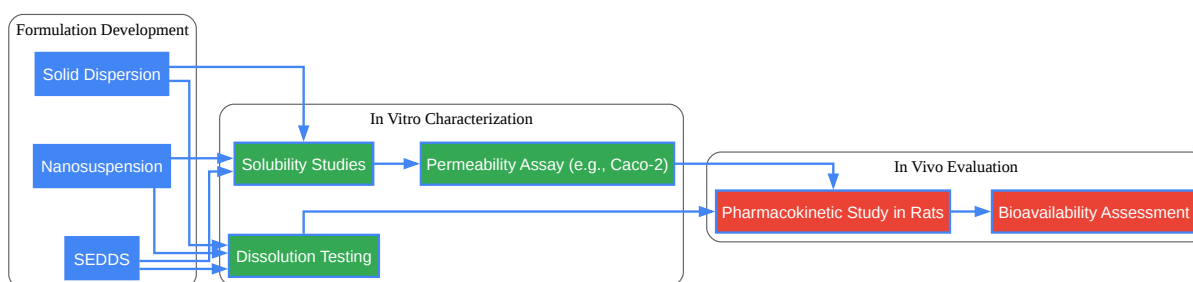 Formulation Development
Solid Dispersion
Nanosuspension
SEDDS
In Vitro Characterization
Solubility Studies
Permeability Assay (e.g., Caco-2)
Dissolution Testing
In Vivo Evaluation
Pharmacokinetic Study in Rats
Bioavailability Assessment